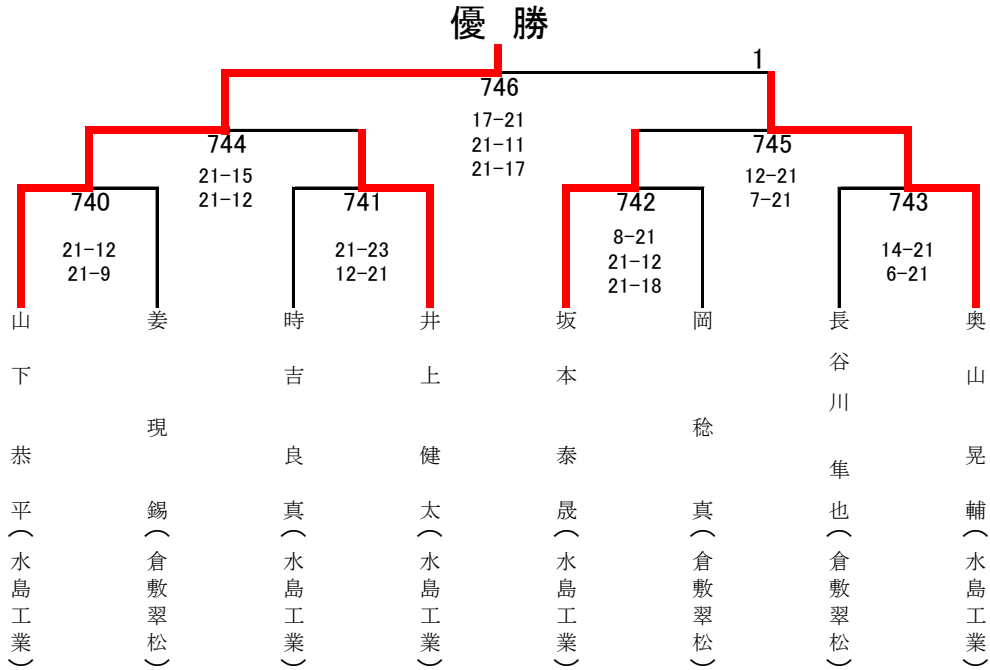 優 勝
1
746
17-21
21-11
21-17
744
21-15
21-12
745
12-21
7-21
740
21-12
21-9
741
21-23
12-21
742
8-21
21-12
21-18
743
14-21
6-21
山下 恭平(水島工業)
姜 現錫(倉敷翠松)
時吉 良真(水島工業)
井上 健太(水島工業)
坂本 泰晟(水島工業)
岡 稔真(倉敷翠松)
長谷川 隼也(倉敷翠松)
奥山 晃輔(水島工業)